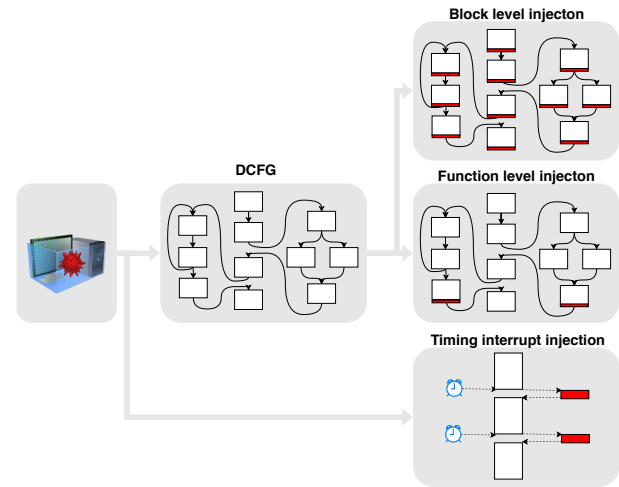 Block level injecton
DCFG
Function level injecton
Timing interrupt injection